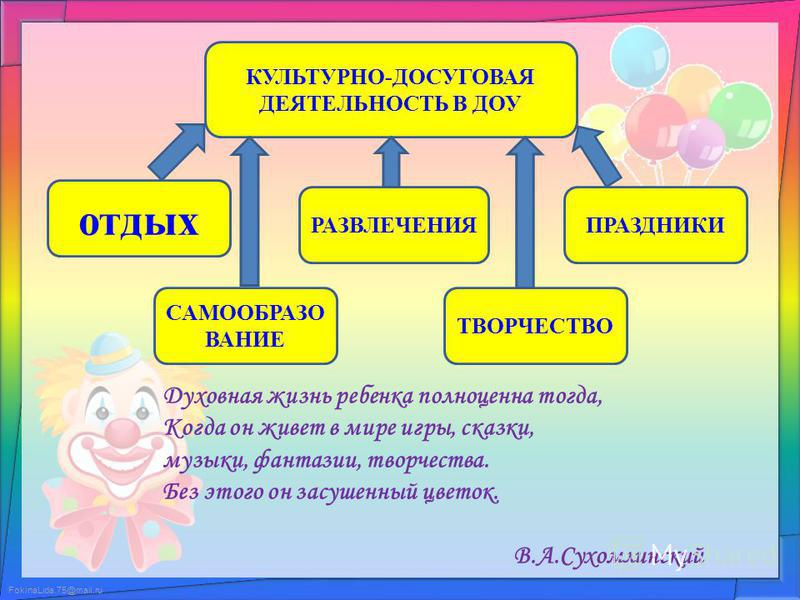 КУЛЬТУРНО-ДОСУГОВАЯ
ДЕЯТЕЛЬНОСТЬ В ДОУ
отдых
РАЗВЛЕЧЕНИЯ
ПРАЗДНИКИ
САМООБРАЗО
ВАНИЕ
ТВОРЧЕСТВО
Духовная жизнь ребенка полноценна тогда,
Когда он живет в мире игры, сказки,
музыки, фантазии, творчества.
Без этого он засушенный цветок.
В.А.Сухомлинский
MyShared
FokinaLida.75@mail.ru